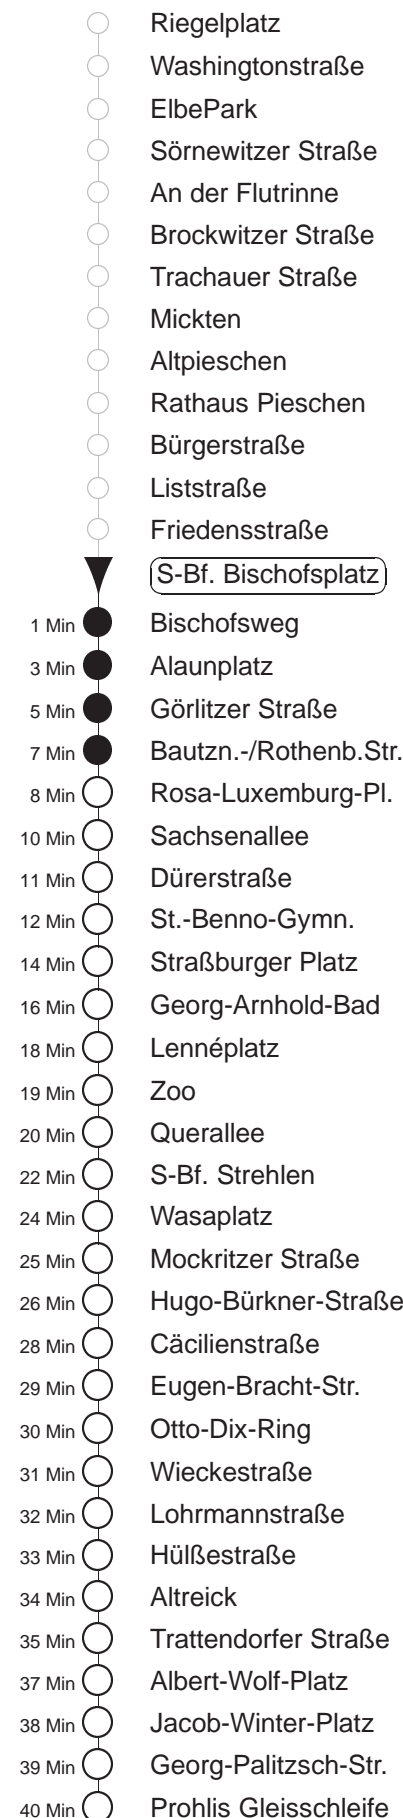 Riegelplatz
Washingtonstraße
ElbePark
Sörnewitzer Straße
An der Flutrinne
Brockwitzer Straße
Trachauer Straße
Mickten
Altpieschen
Rathaus Pieschen
Bürgerstraße
Liststraße
Friedensstraße
S-Bf. Bischofsplatz
1 Min Bischofsweg
3 Min Alaunplatz
5 Min Görlitzer Straße
7 Min Bautzn.-/Rothenb.Str.
8 Min Rosa-Luxemburg-Pl.
10 Min Sachsenallee
11 Min Dürerstraße
12 Min St.-Benno-Gymn.
14 Min Straßburger Platz
16 Min Georg-Arnhold-Bad
18 Min Lennéplatz
19 Min Zoo
20 Min Querallee
22 Min S-Bf. Strehlen
24 Min Wasaplatz
25 Min Mockritzer Straße
26 Min Hugo-Bürkner-Straße
28 Min Cäcilienstraße
29 Min Eugen-Bracht-Str.
30 Min Otto-Dix-Ring
31 Min Wieckestraße
32 Min Lohrmannstraße
33 Min Hülßestraße
34 Min Altreick
35 Min Trattendorfer Straße
37 Min Albert-Wolf-Platz
38 Min Jacob-Winter-Platz
39 Min Georg-Palitzsch-Str.
40 Min Prohlis Gleisschleife